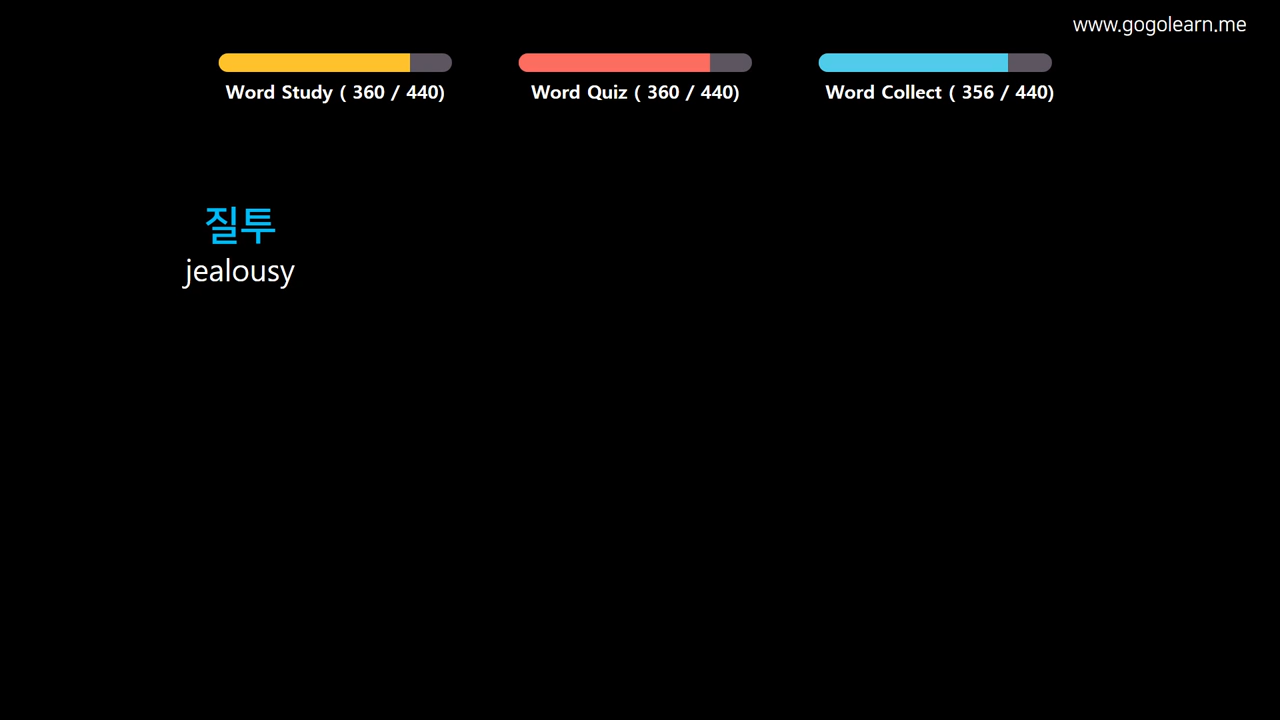 www.gogolearn.me
Word Study ( 360 / 440)
Word Quiz ( 360 / 440)
Word Collect ( 356 / 440)
질투
jealousy